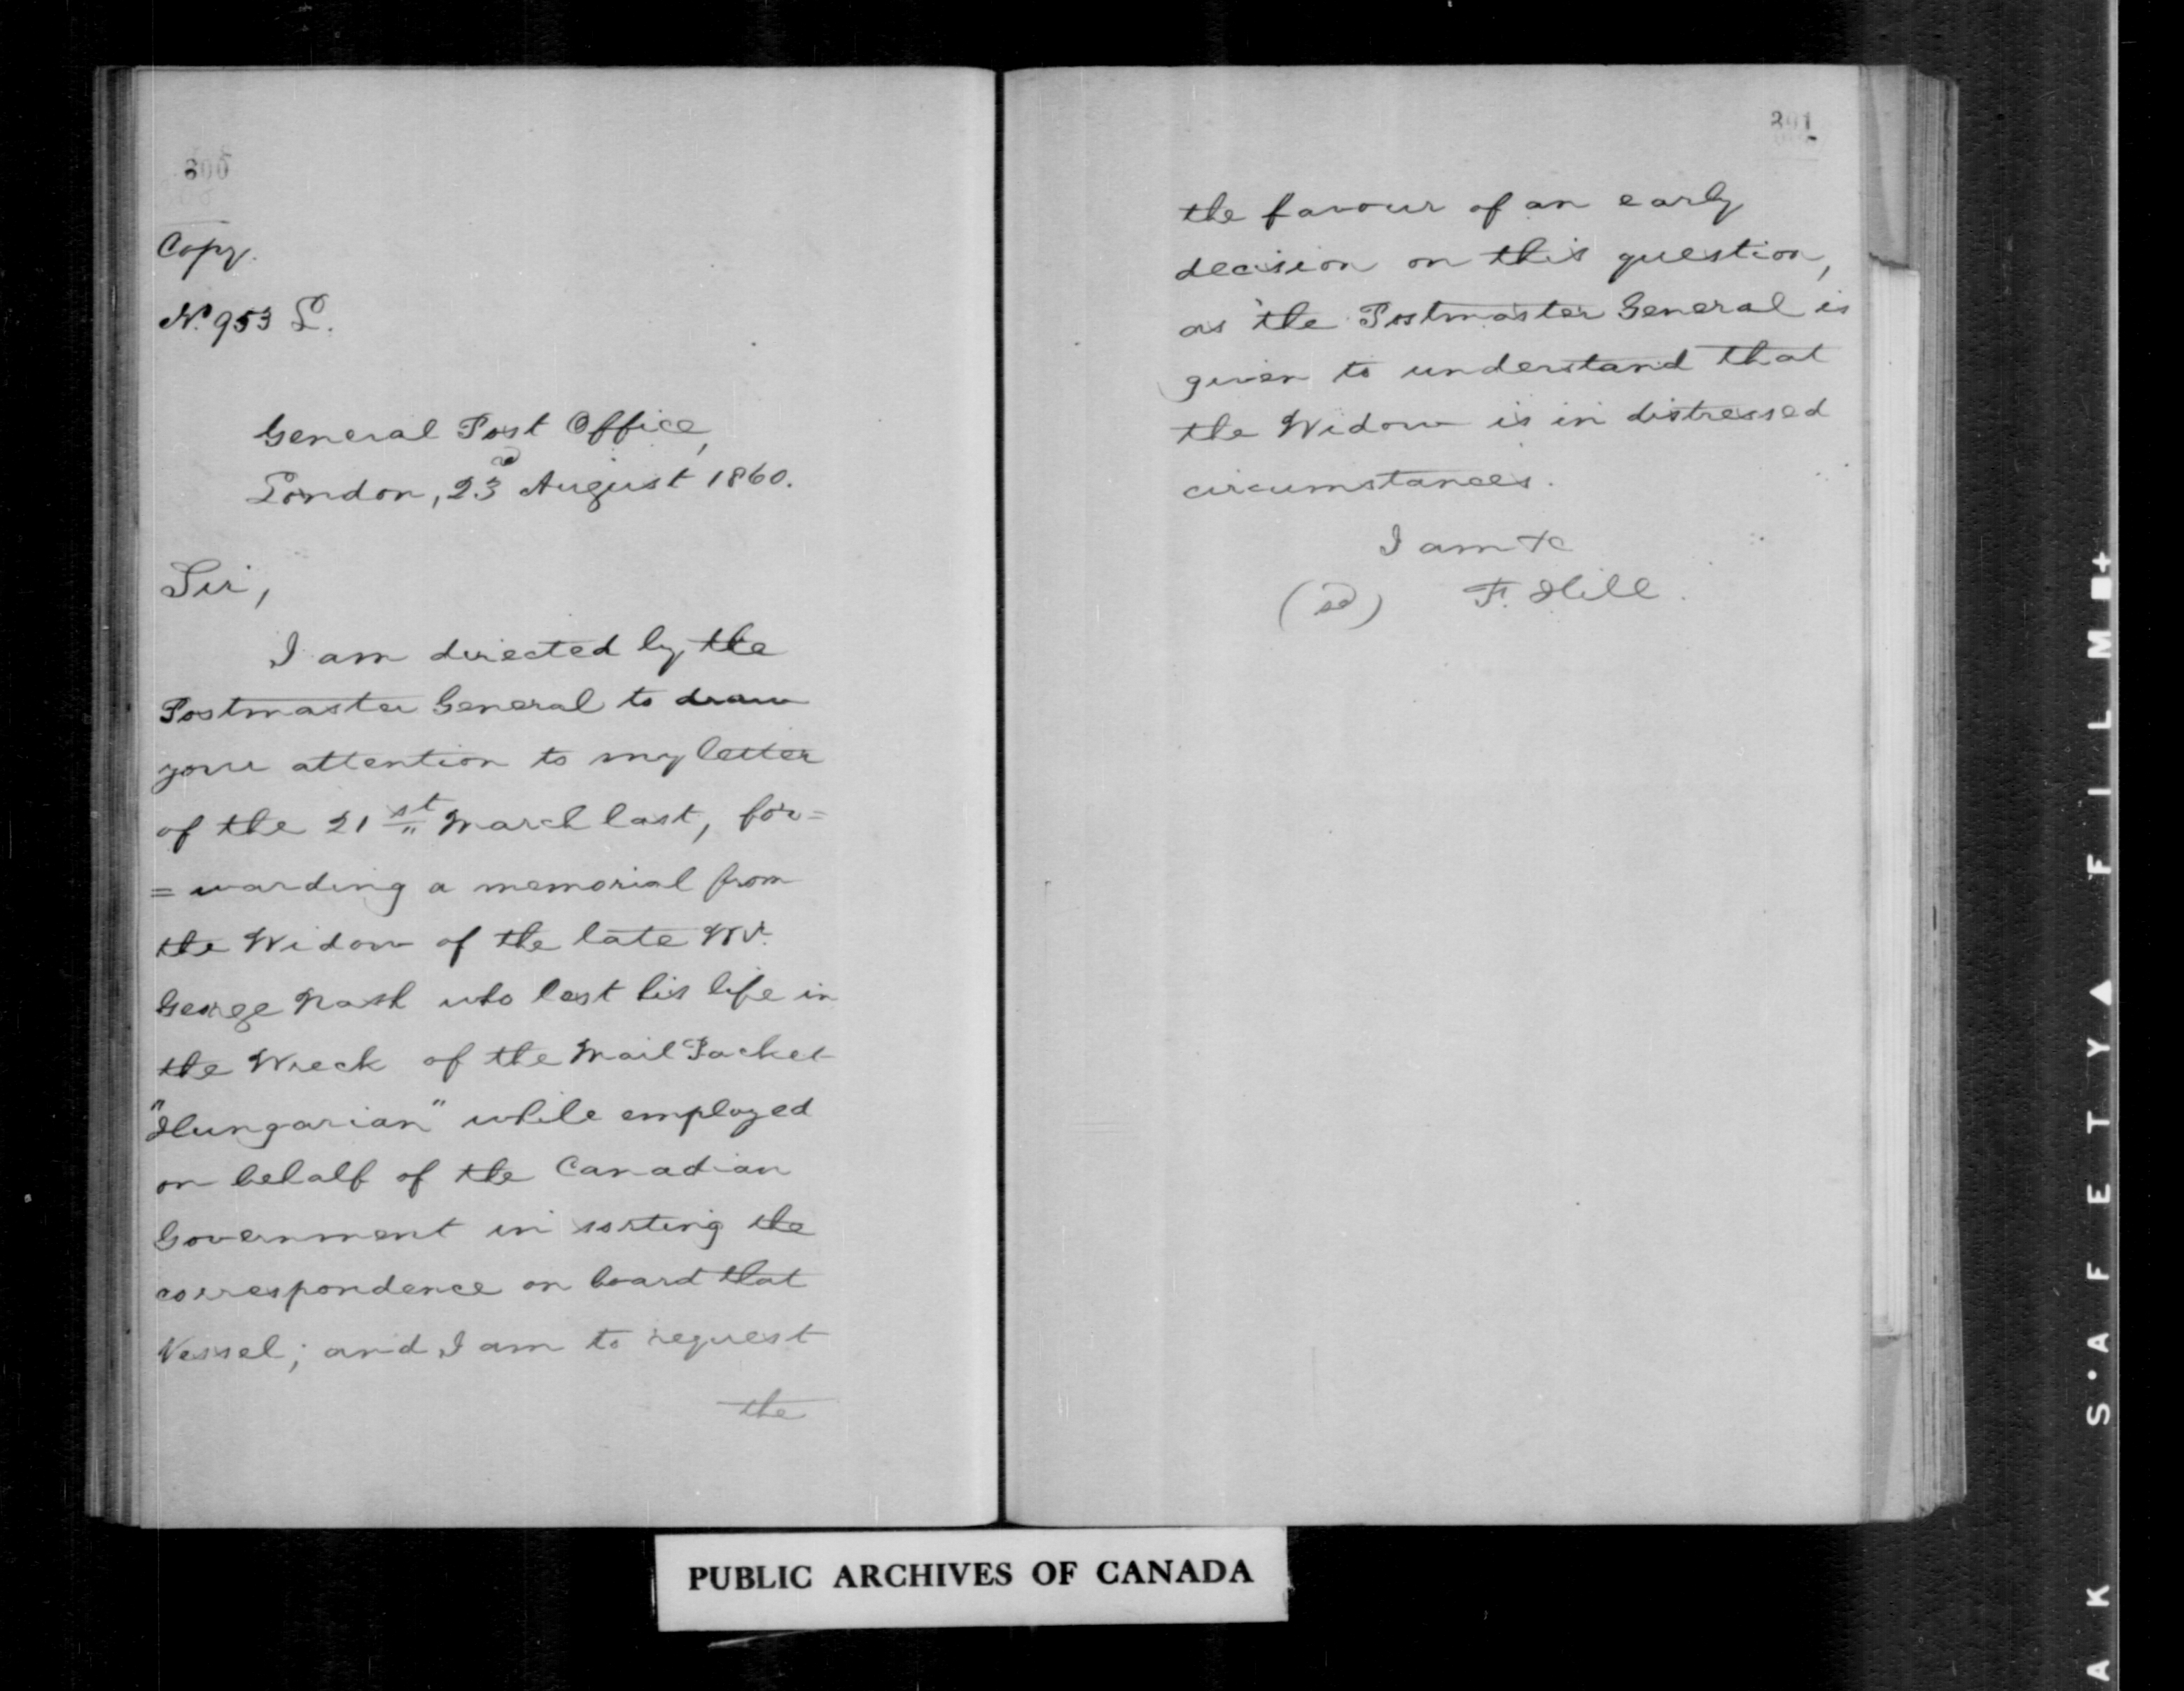 300
Copy.
No. 953 L.
General Post Office,
London, 23d August 1860.
Sir,
I am directed by the
Postmaster General to draw
your attention to my letter
of the 21st March last, for=
=warding a memorial from
the Widow of the late Mr.
George Nash who lost his life in
the Wreck of the Mail Packet
"Hungarian" while employed
on behalf of the Canadian
Government in sorting the
correspondence on board that
Vessel; and I am to request
the
301
the favour of an early
decision on this question,
as the Postmaster General is
given to understand that
the Widow is in distressed
circumstances.
I am &c
(sd) F. Hill.
PUBLIC ARCHIVES OF CANADA
AK S'AFETY▲FILM■+